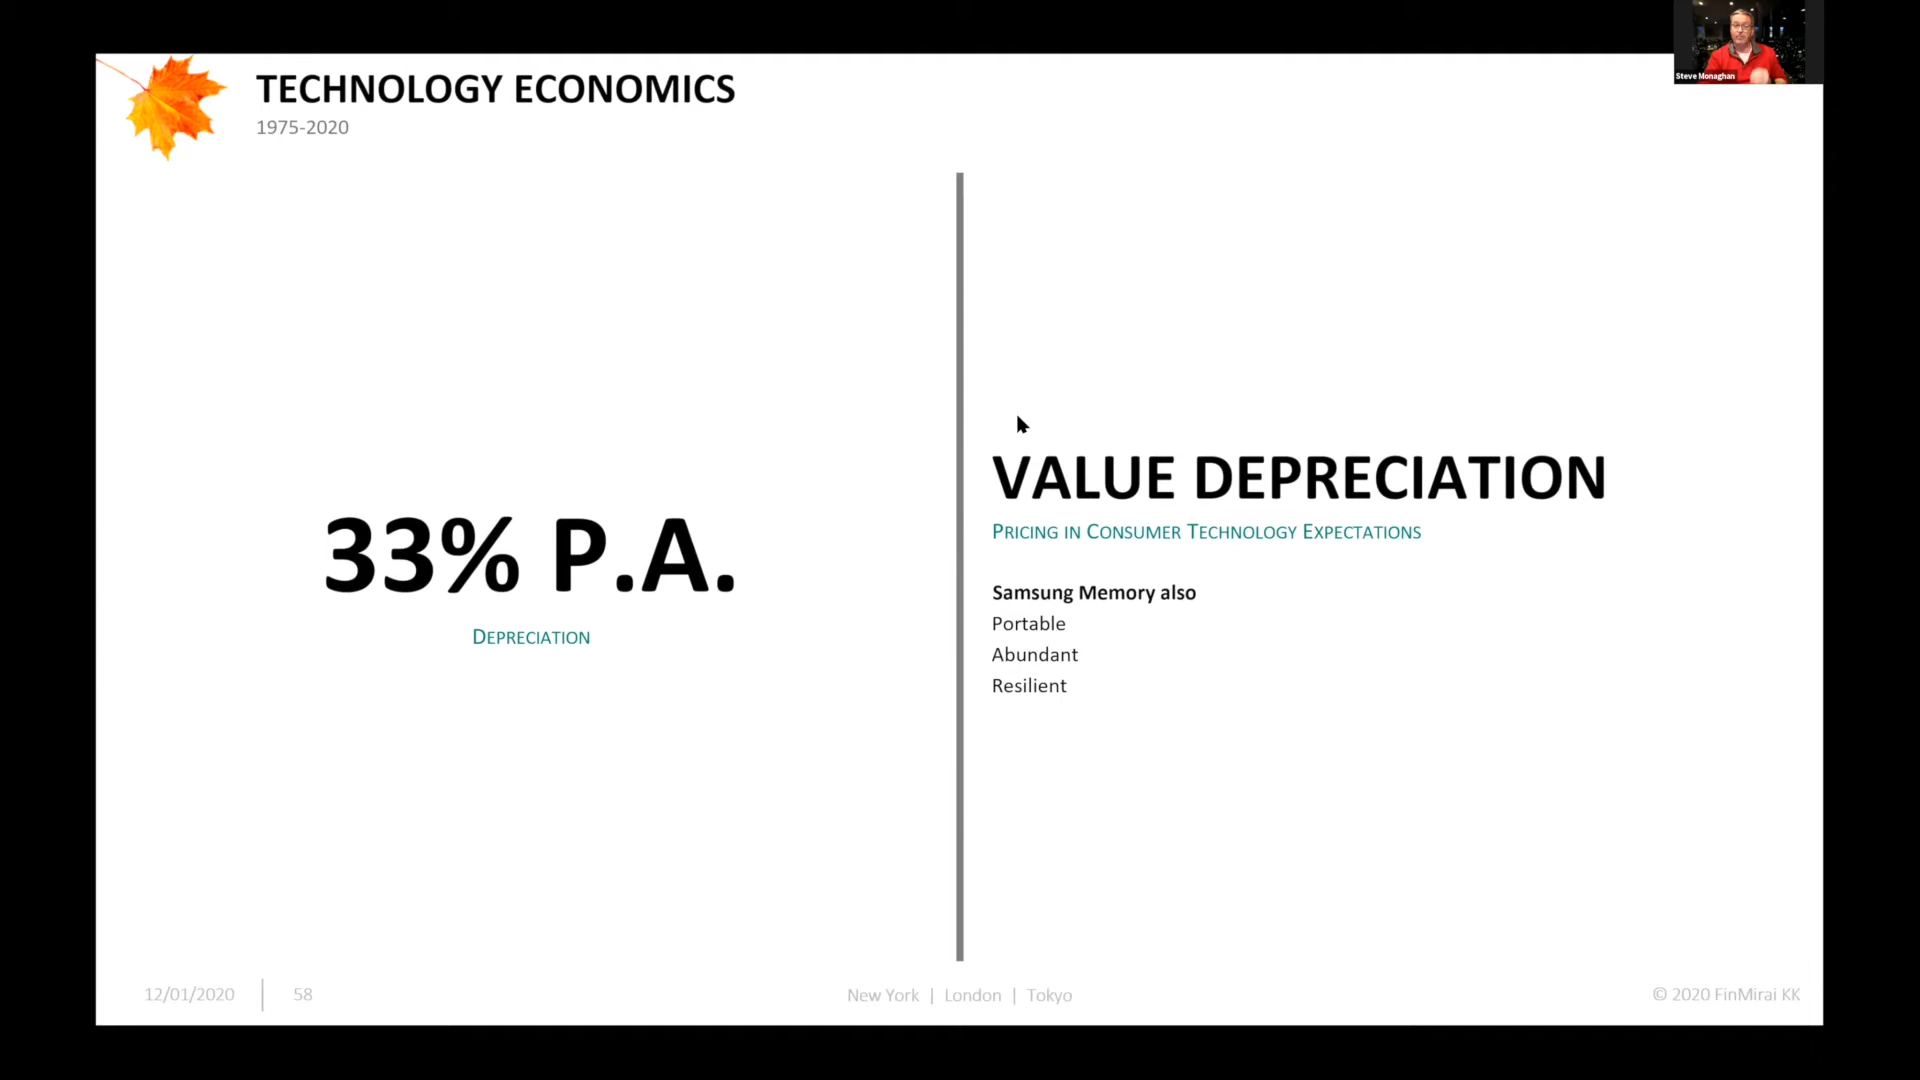 Steve Monaghan
TECHNOLOGY ECONOMICS
1975-2020
33% P.A.
DEPRECIATION
VALUE DEPRECIATION
PRICING IN CONSUMER TECHNOLOGY EXPECTATIONS
Samsung Memory also
Portable
Abundant
Resilient
12/01/2020 | 58
New York | London | Tokyo
© 2020 FinMirai KK